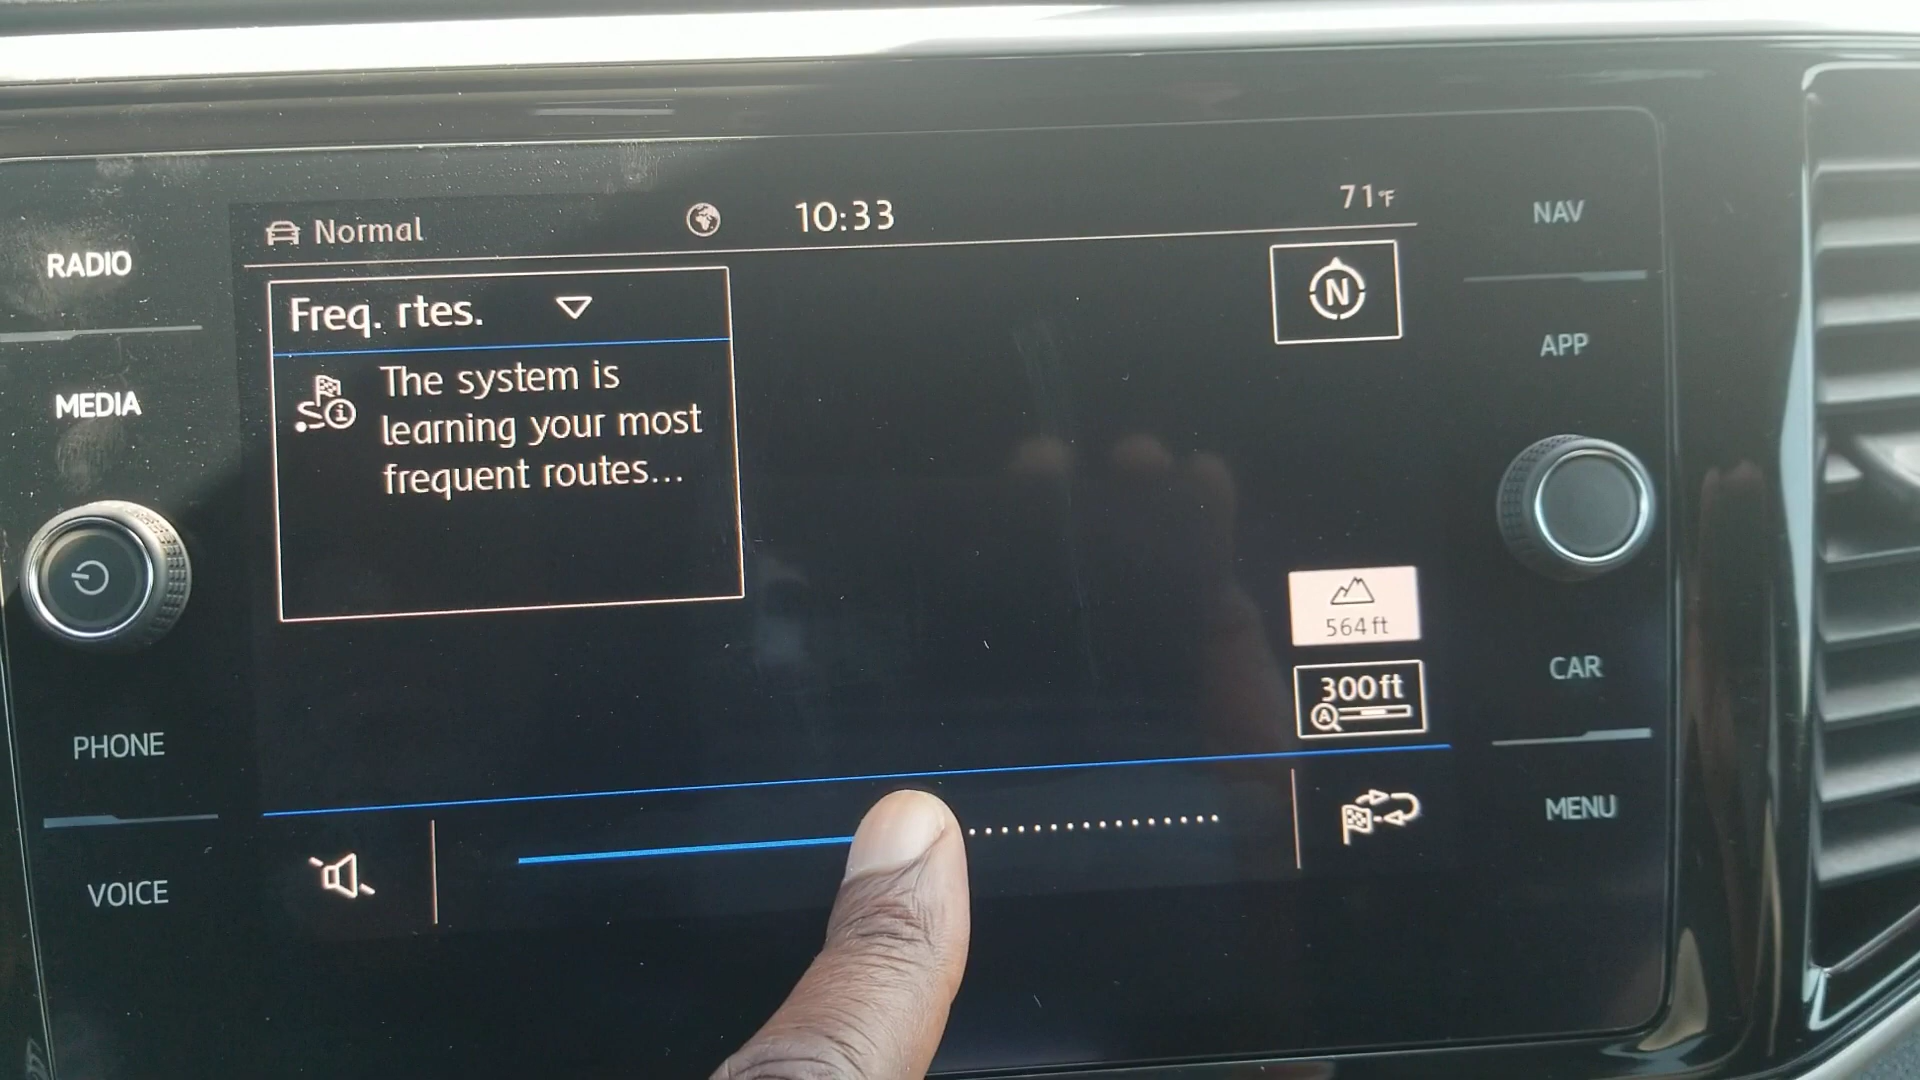 Normal
10:33
71°F
NAV
RADIO
Freq. rtes.
N
APP
The system is
learning your most
frequent routes...
MEDIA
564 ft
CAR
300 ft
A
PHONE
MENU
VOICE